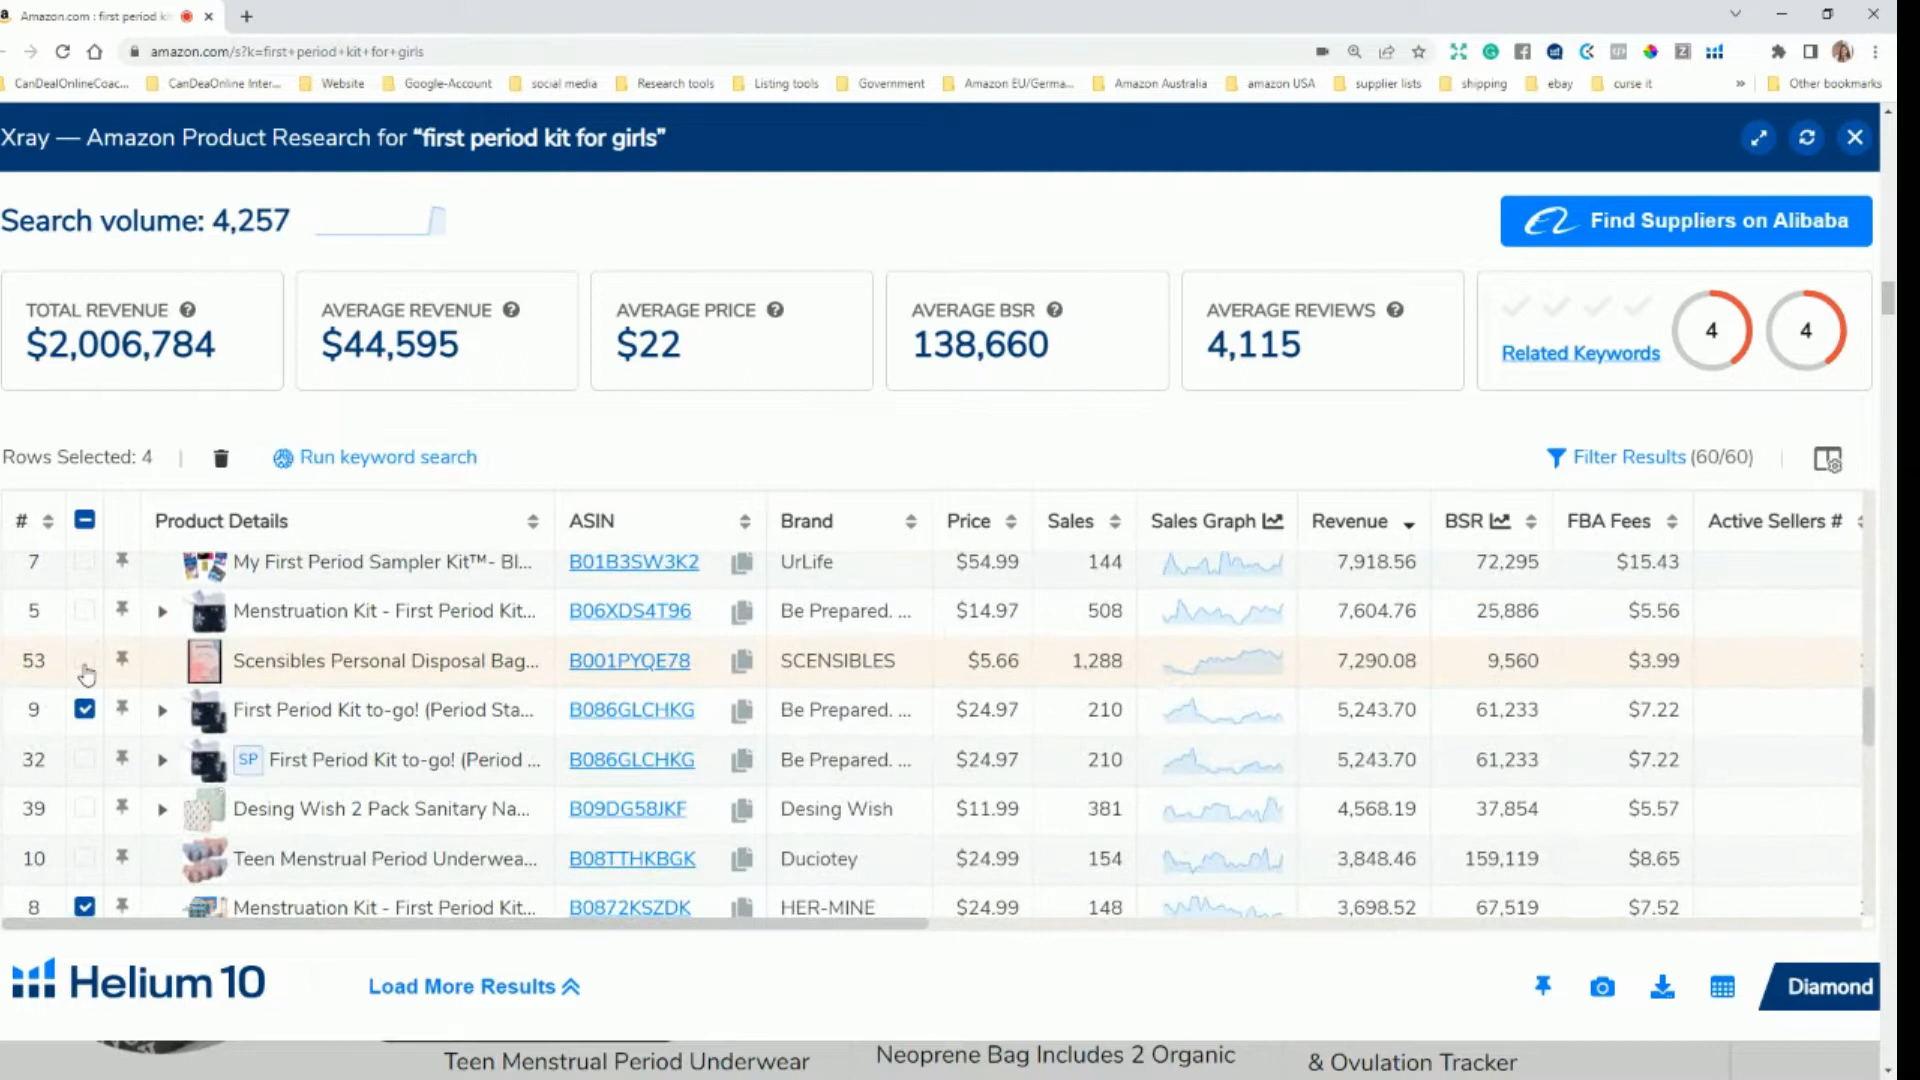 Amazon.com : first period kit
amazon.com/s?k=first+period+kit+for+girls
CanDealOnlineCoac... CanDeaOnline Inter... Website Google-Account social media Research tools Listing tools Government Amazon EU/Germa... Amazon Australia amazon USA supplier lists shipping ebay curse it » Other bookmarks
Xray — Amazon Product Research for “first period kit for girls”
Search volume: 4,257
Find Suppliers on Alibaba
TOTAL REVENUE AVERAGE REVENUE AVERAGE PRICE AVERAGE BSR AVERAGE REVIEWS
$2,006,784 $44,595 $22 138,660 4,115
Related Keywords 4 4
Rows Selected: 4 | Run keyword search Filter Results (60/60)
# Product Details ASIN Brand Price Sales Sales Graph Revenue BSR FBA Fees Active Sellers #
7 My First Period Sampler Kit™- Bl... B01B3SW3K2 UrLife $54.99 144 7,918.56 72,295 $15.43
5 Menstruation Kit - First Period Kit... B06XDS4T96 Be Prepared. ... $14.97 508 7,604.76 25,886 $5.56
53 Scensibles Personal Disposal Bag... B001PYQE78 SCENSIBLES $5.66 1,288 7,290.08 9,560 $3.99
9 First Period Kit to-go! (Period Sta... B086GLCHKG Be Prepared. ... $24.97 210 5,243.70 61,233 $7.22
32 SP First Period Kit to-go! (Period ... B086GLCHKG Be Prepared. ... $24.97 210 5,243.70 61,233 $7.22
39 Desing Wish 2 Pack Sanitary Na... B09DG58JKF Desing Wish $11.99 381 4,568.19 37,854 $5.57
10 Teen Menstrual Period Underwea... B08TTHKBGK Duciotey $24.99 154 3,848.46 159,119 $8.65
8 Menstruation Kit - First Period Kit... B0872KSZDK HER-MINE $24.99 148 3,698.52 67,519 $7.52
Helium 10 Load More Results Diamond
Teen Menstrual Period Underwear Neoprene Bag Includes 2 Organic & Ovulation Tracker